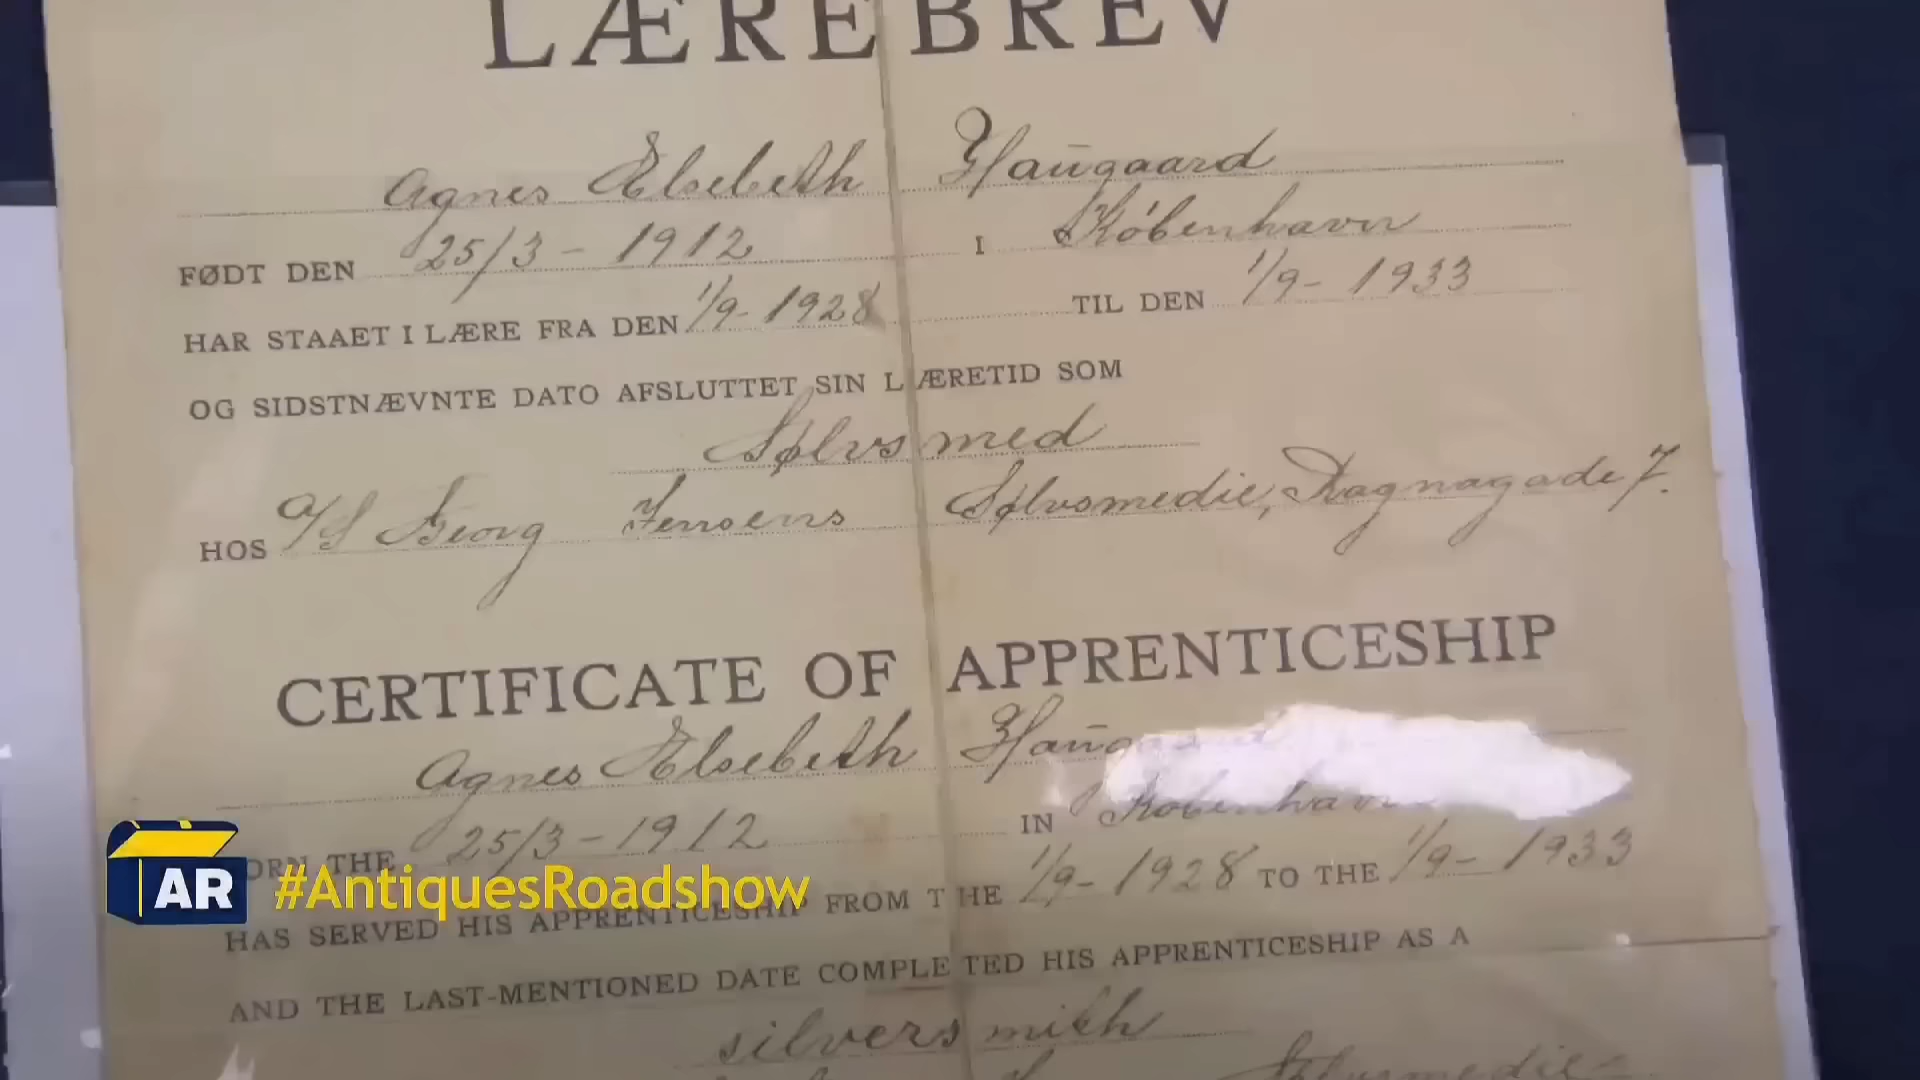 LÆREBREV
Agnes Elsebeth Haugaard
FØDT DEN 25/3 - 1912 I København
HAR STAAET I LÆRE FRA DEN 1/9 - 1928 TIL DEN 1/9 - 1933
OG SIDSTNÆVNTE DATO AFSLUTTET SIN LÆRETID SOM
Sølvsmed
HOS A/S Georg Jensens Sølvsmedie, Ragnagade 7.
CERTIFICATE OF APPRENTICESHIP
Agnes Elsebeth Haugaard
ORN THE 25/3 - 1912 IN København
AR #AntiquesRoadshow
HAS SERVED HIS APPRENTICESHIP FROM THE 1/9 - 1928 TO THE 1/9 - 1933
AND THE LAST-MENTIONED DATE COMPLETED HIS APPRENTICESHIP AS A
silversmith
Sølvsmedie